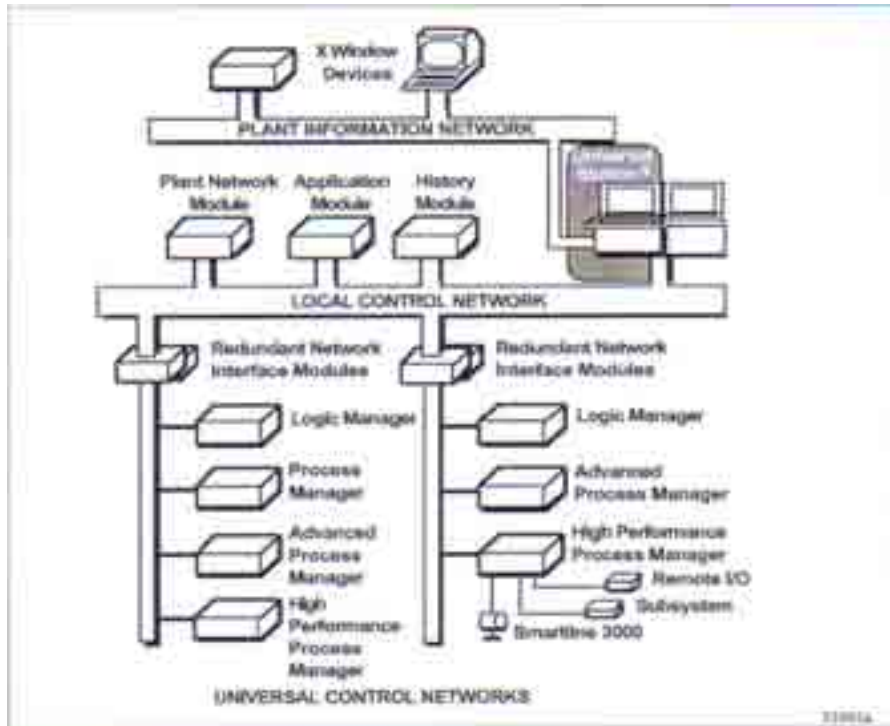 X Window
Devices
PLANT INFORMATION NETWORK
Universal
Plant Network
Module
Application
Module
History
Module
LOCAL CONTROL NETWORK
Redundant Network
Interface Modules
Redundant Network
Interface Modules
Logic Manager
Logic Manager
Process
Manager
Advanced
Process Manager
Advanced
Process
Manager
High Performance
Process Manager
Remote I/O
Subsystem
Smartline 3000
High
Performance
Process
Manager
UNIVERSAL CONTROL NETWORKS